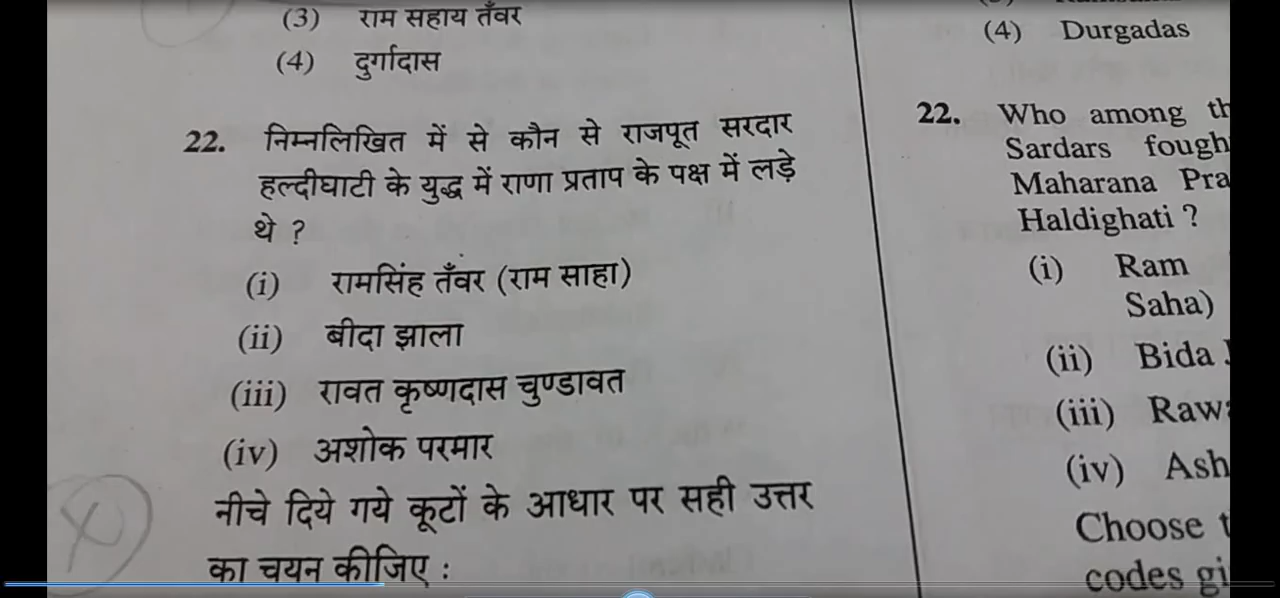 (3) राम सहाय तँवर
(4) दुर्गादास
22. निम्नलिखित में से कौन से राजपूत सरदार
हल्दीघाटी के युद्ध में राणा प्रताप के पक्ष में लड़े
थे ?
(i) रामसिंह तँवर (राम साहा)
(ii) बीदा झाला
(iii) रावत कृष्णदास चुण्डावत
(iv) अशोक परमार
नीचे दिये गये कूटों के आधार पर सही उत्तर
का चयन कीजिए :
(4) Durgadas
22. Who among th
Sardars fough
Maharana Pra
Haldighati ?
(i) Ram
Saha)
(ii) Bida
(iii) Raw
(iv) Ash
Choose t
codes gi